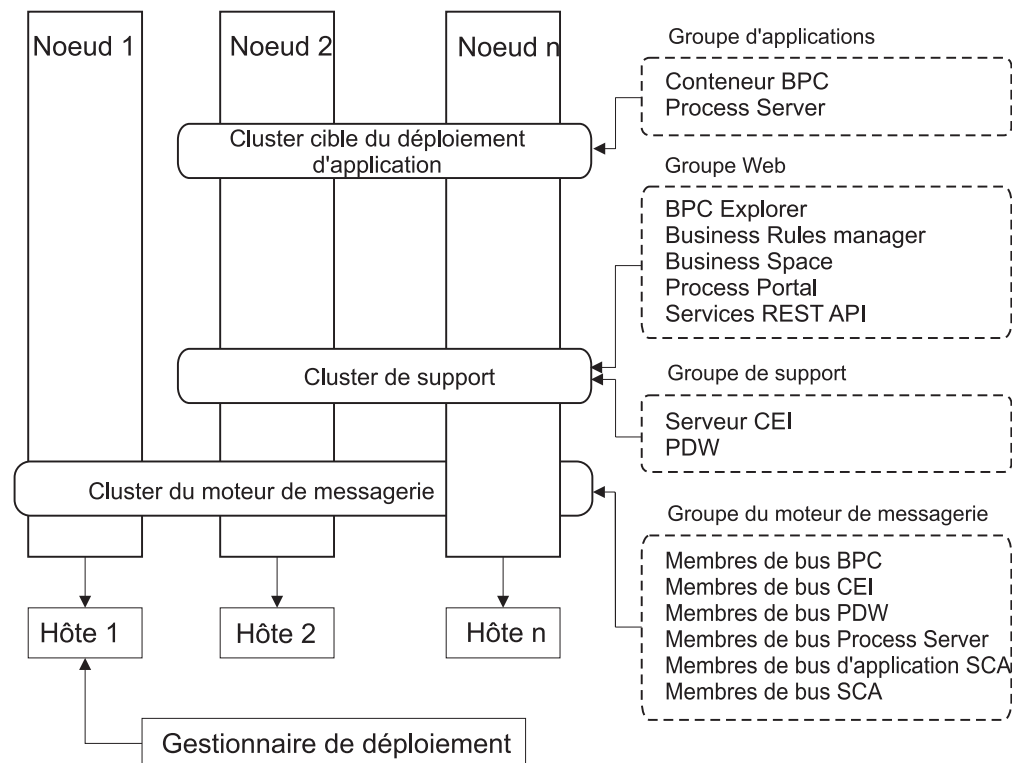 Noeud 1
Noeud 2
Noeud n
Groupe d'applications
Conteneur BPC
Process Server
Cluster cible du déploiement
d'application
Groupe Web
BPC Explorer
Business Rules manager
Business Space
Process Portal
Services REST API
Cluster de support
Groupe de support
Serveur CEI
PDW
Cluster du moteur de messagerie
Groupe du moteur de messagerie
Membres de bus BPC
Membres de bus CEI
Membres de bus PDW
Membres de bus Process Server
Membres de bus d'application SCA
Membres de bus SCA
Hôte 1
Hôte 2
Hôte n
Gestionnaire de déploiement